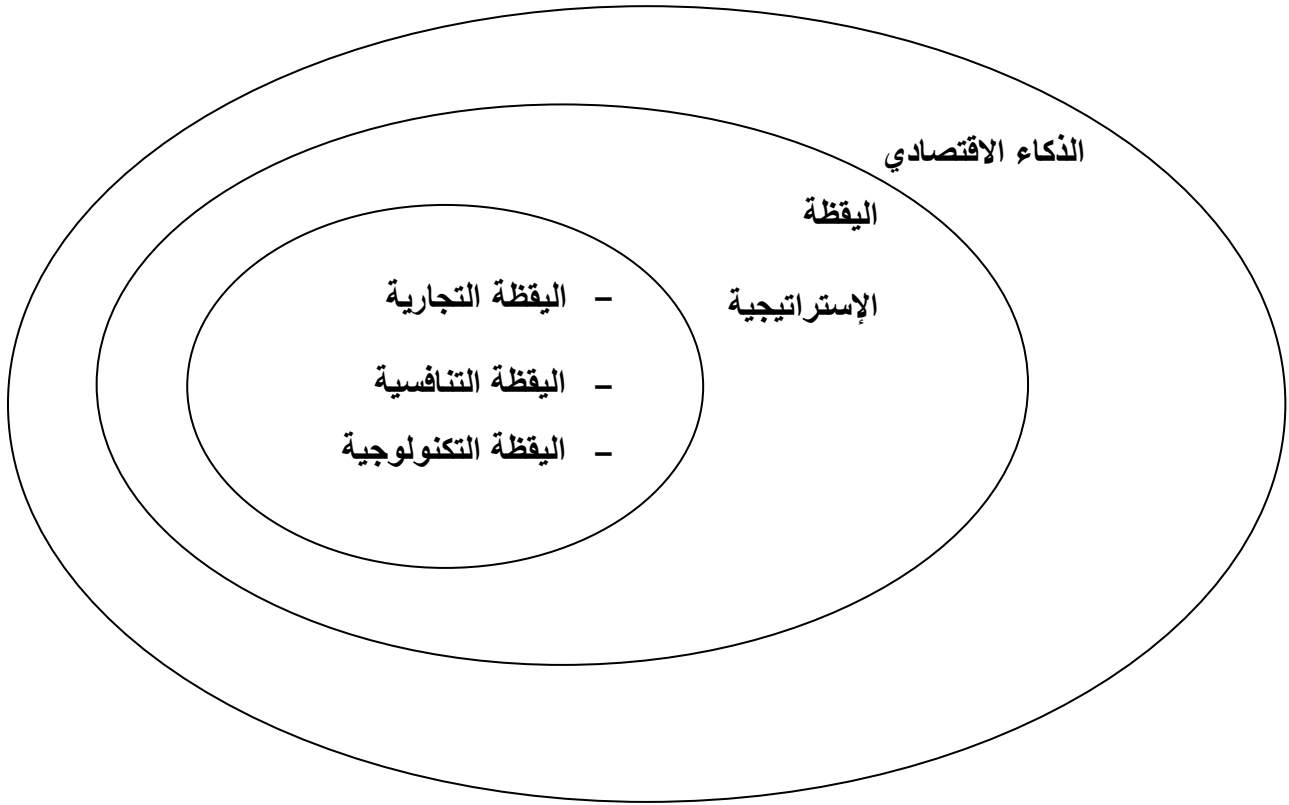 الذكاء الاقتصادي
اليقظة
الإستراتيجية
- اليقظة التجارية
- اليقظة التنافسية
- اليقظة التكنولوجية